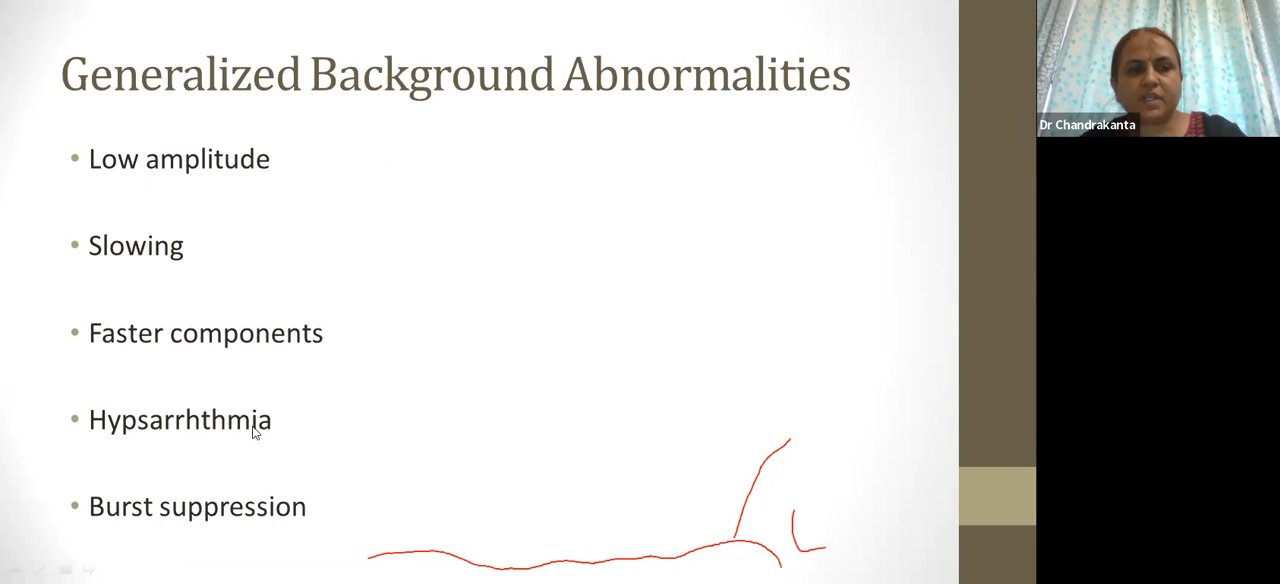 Generalized Background Abnormalities
• Low amplitude
• Slowing
• Faster components
• Hypsarrhthmia
• Burst suppression
Dr Chandrakanta